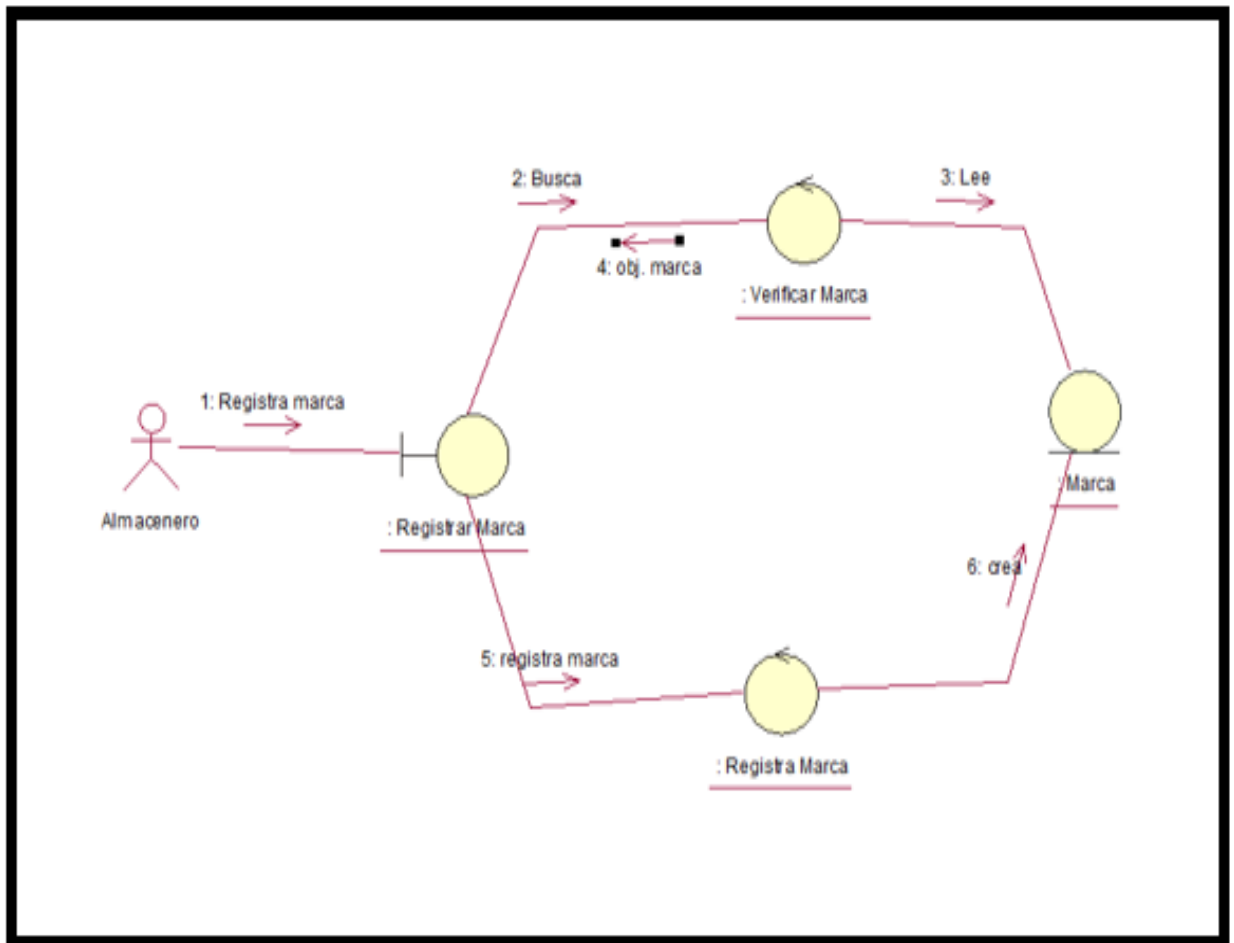 2: Busca
3: Lee
4: obj. marca
: Verificar Marca
1: Registra marca
Almacenero
: Registrar Marca
: Marca
6: crea
5: registra marca
: Registra Marca